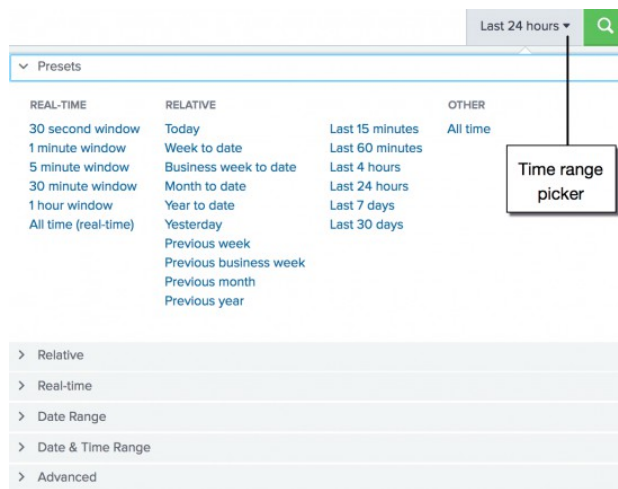 Last 24 hours
Presets
REAL-TIME
30 second window
1 minute window
5 minute window
30 minute window
1 hour window
All time (real-time)
RELATIVE
Today
Week to date
Business week to date
Month to date
Year to date
Yesterday
Previous week
Previous business week
Previous month
Previous year
Last 15 minutes
Last 60 minutes
Last 4 hours
Last 24 hours
Last 7 days
Last 30 days
OTHER
All time
Time range
picker
Relative
Real-time
Date Range
Date & Time Range
Advanced